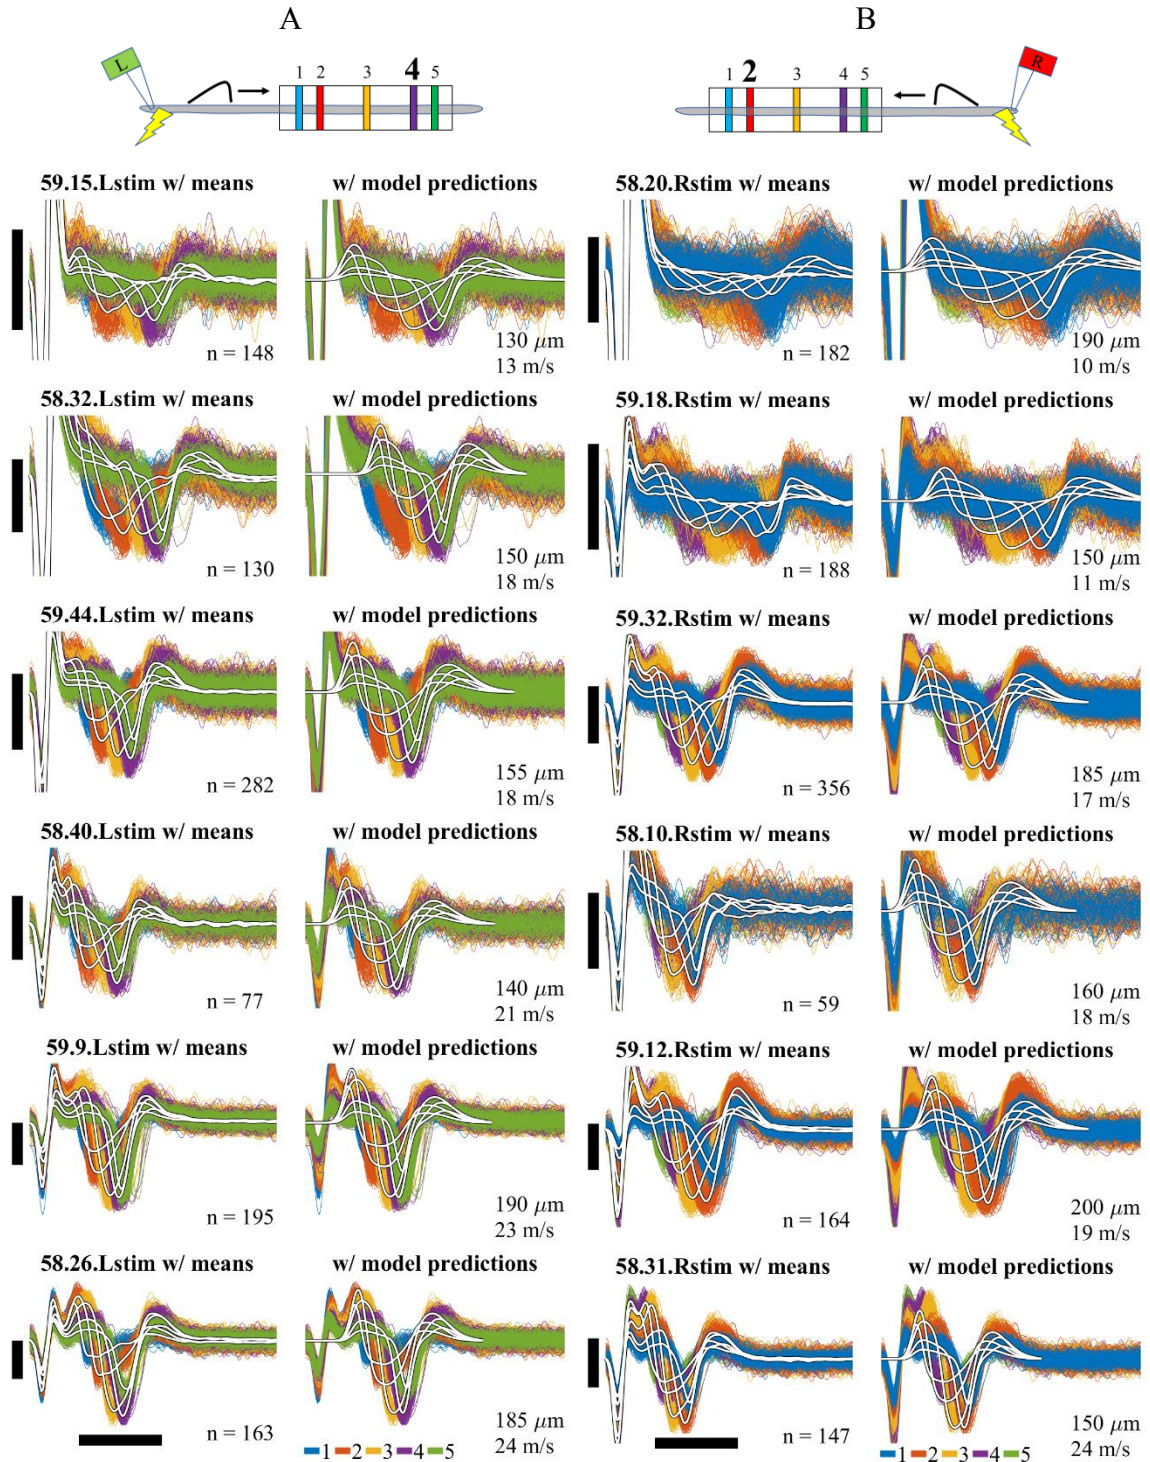 A
B
L
1 2 3 4 5
R
1 2 3 4 5
59.15.Lstim w/ means
w/ model predictions
58.20.Rstim w/ means
w/ model predictions
n = 148
130 μm
13 m/s
n = 182
190 μm
10 m/s
58.32.Lstim w/ means
w/ model predictions
59.18.Rstim w/ means
w/ model predictions
n = 130
150 μm
18 m/s
n = 188
150 μm
11 m/s
59.44.Lstim w/ means
w/ model predictions
59.32.Rstim w/ means
w/ model predictions
n = 282
155 μm
18 m/s
n = 356
185 μm
17 m/s
58.40.Lstim w/ means
w/ model predictions
58.10.Rstim w/ means
w/ model predictions
n = 77
140 μm
21 m/s
n = 59
160 μm
18 m/s
59.9.Lstim w/ means
w/ model predictions
59.12.Rstim w/ means
w/ model predictions
n = 195
190 μm
23 m/s
n = 164
200 μm
19 m/s
58.26.Lstim w/ means
w/ model predictions
58.31.Rstim w/ means
w/ model predictions
n = 163
185 μm
24 m/s
n = 147
150 μm
24 m/s
1 2 3 4 5
1 2 3 4 5